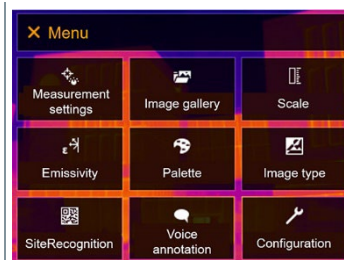 Menu
Measurement
settings
Image gallery
Scale
ε
Emissivity
Palette
Image type
SiteRecognition
Voice
annotation
Configuration